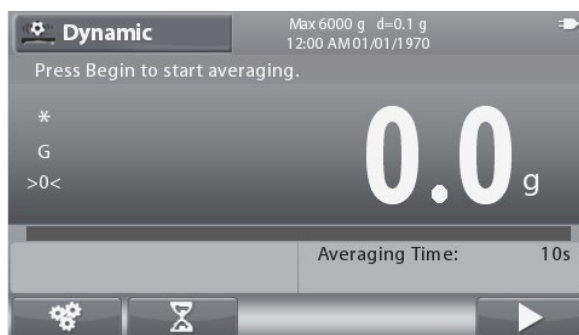 Dynamic
Max 6000 g d=0.1 g
12:00 AM 01/01/1970
Press Begin to start averaging.
*
G
>0<
0.0 g
Averaging Time: 10s